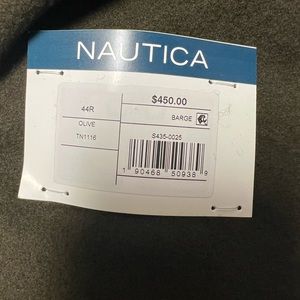 NAUTICA
$450.00
44R
BARGE
OLIVE
TN1116
S435-0025
1 90468 50938 9